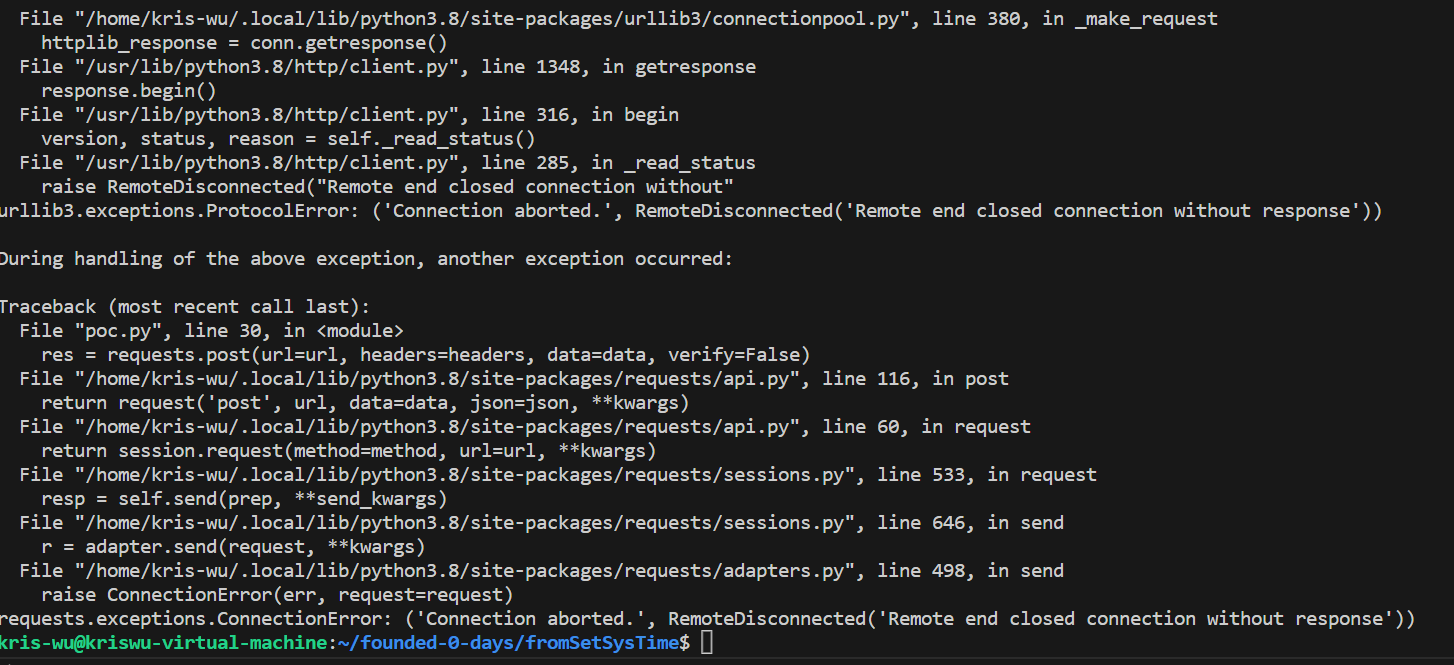 File "/home/kris-wu/.local/lib/python3.8/site-packages/urllib3/connectionpool.py", line 380, in _make_request
httplib_response = conn.getresponse()
File "/usr/lib/python3.8/http/client.py", line 1348, in getresponse
response.begin()
File "/usr/lib/python3.8/http/client.py", line 316, in begin
version, status, reason = self._read_status()
File "/usr/lib/python3.8/http/client.py", line 285, in _read_status
raise RemoteDisconnected("Remote end closed connection without"
urllib3.exceptions.ProtocolError: ('Connection aborted.', RemoteDisconnected('Remote end closed connection without response'))
During handling of the above exception, another exception occurred:
Traceback (most recent call last):
File "poc.py", line 30, in <module>
res = requests.post(url=url, headers=headers, data=data, verify=False)
File "/home/kris-wu/.local/lib/python3.8/site-packages/requests/api.py", line 116, in post
return request('post', url, data=data, json=json, **kwargs)
File "/home/kris-wu/.local/lib/python3.8/site-packages/requests/api.py", line 60, in request
return session.request(method=method, url=url, **kwargs)
File "/home/kris-wu/.local/lib/python3.8/site-packages/requests/sessions.py", line 533, in request
resp = self.send(prep, **send_kwargs)
File "/home/kris-wu/.local/lib/python3.8/site-packages/requests/sessions.py", line 646, in send
r = adapter.send(request, **kwargs)
File "/home/kris-wu/.local/lib/python3.8/site-packages/requests/adapters.py", line 498, in send
raise ConnectionError(err, request=request)
requests.exceptions.ConnectionError: ('Connection aborted.', RemoteDisconnected('Remote end closed connection without response'))
kris-wu@kriswu-virtual-machine:~/founded-0-days/fromSetSysTime$